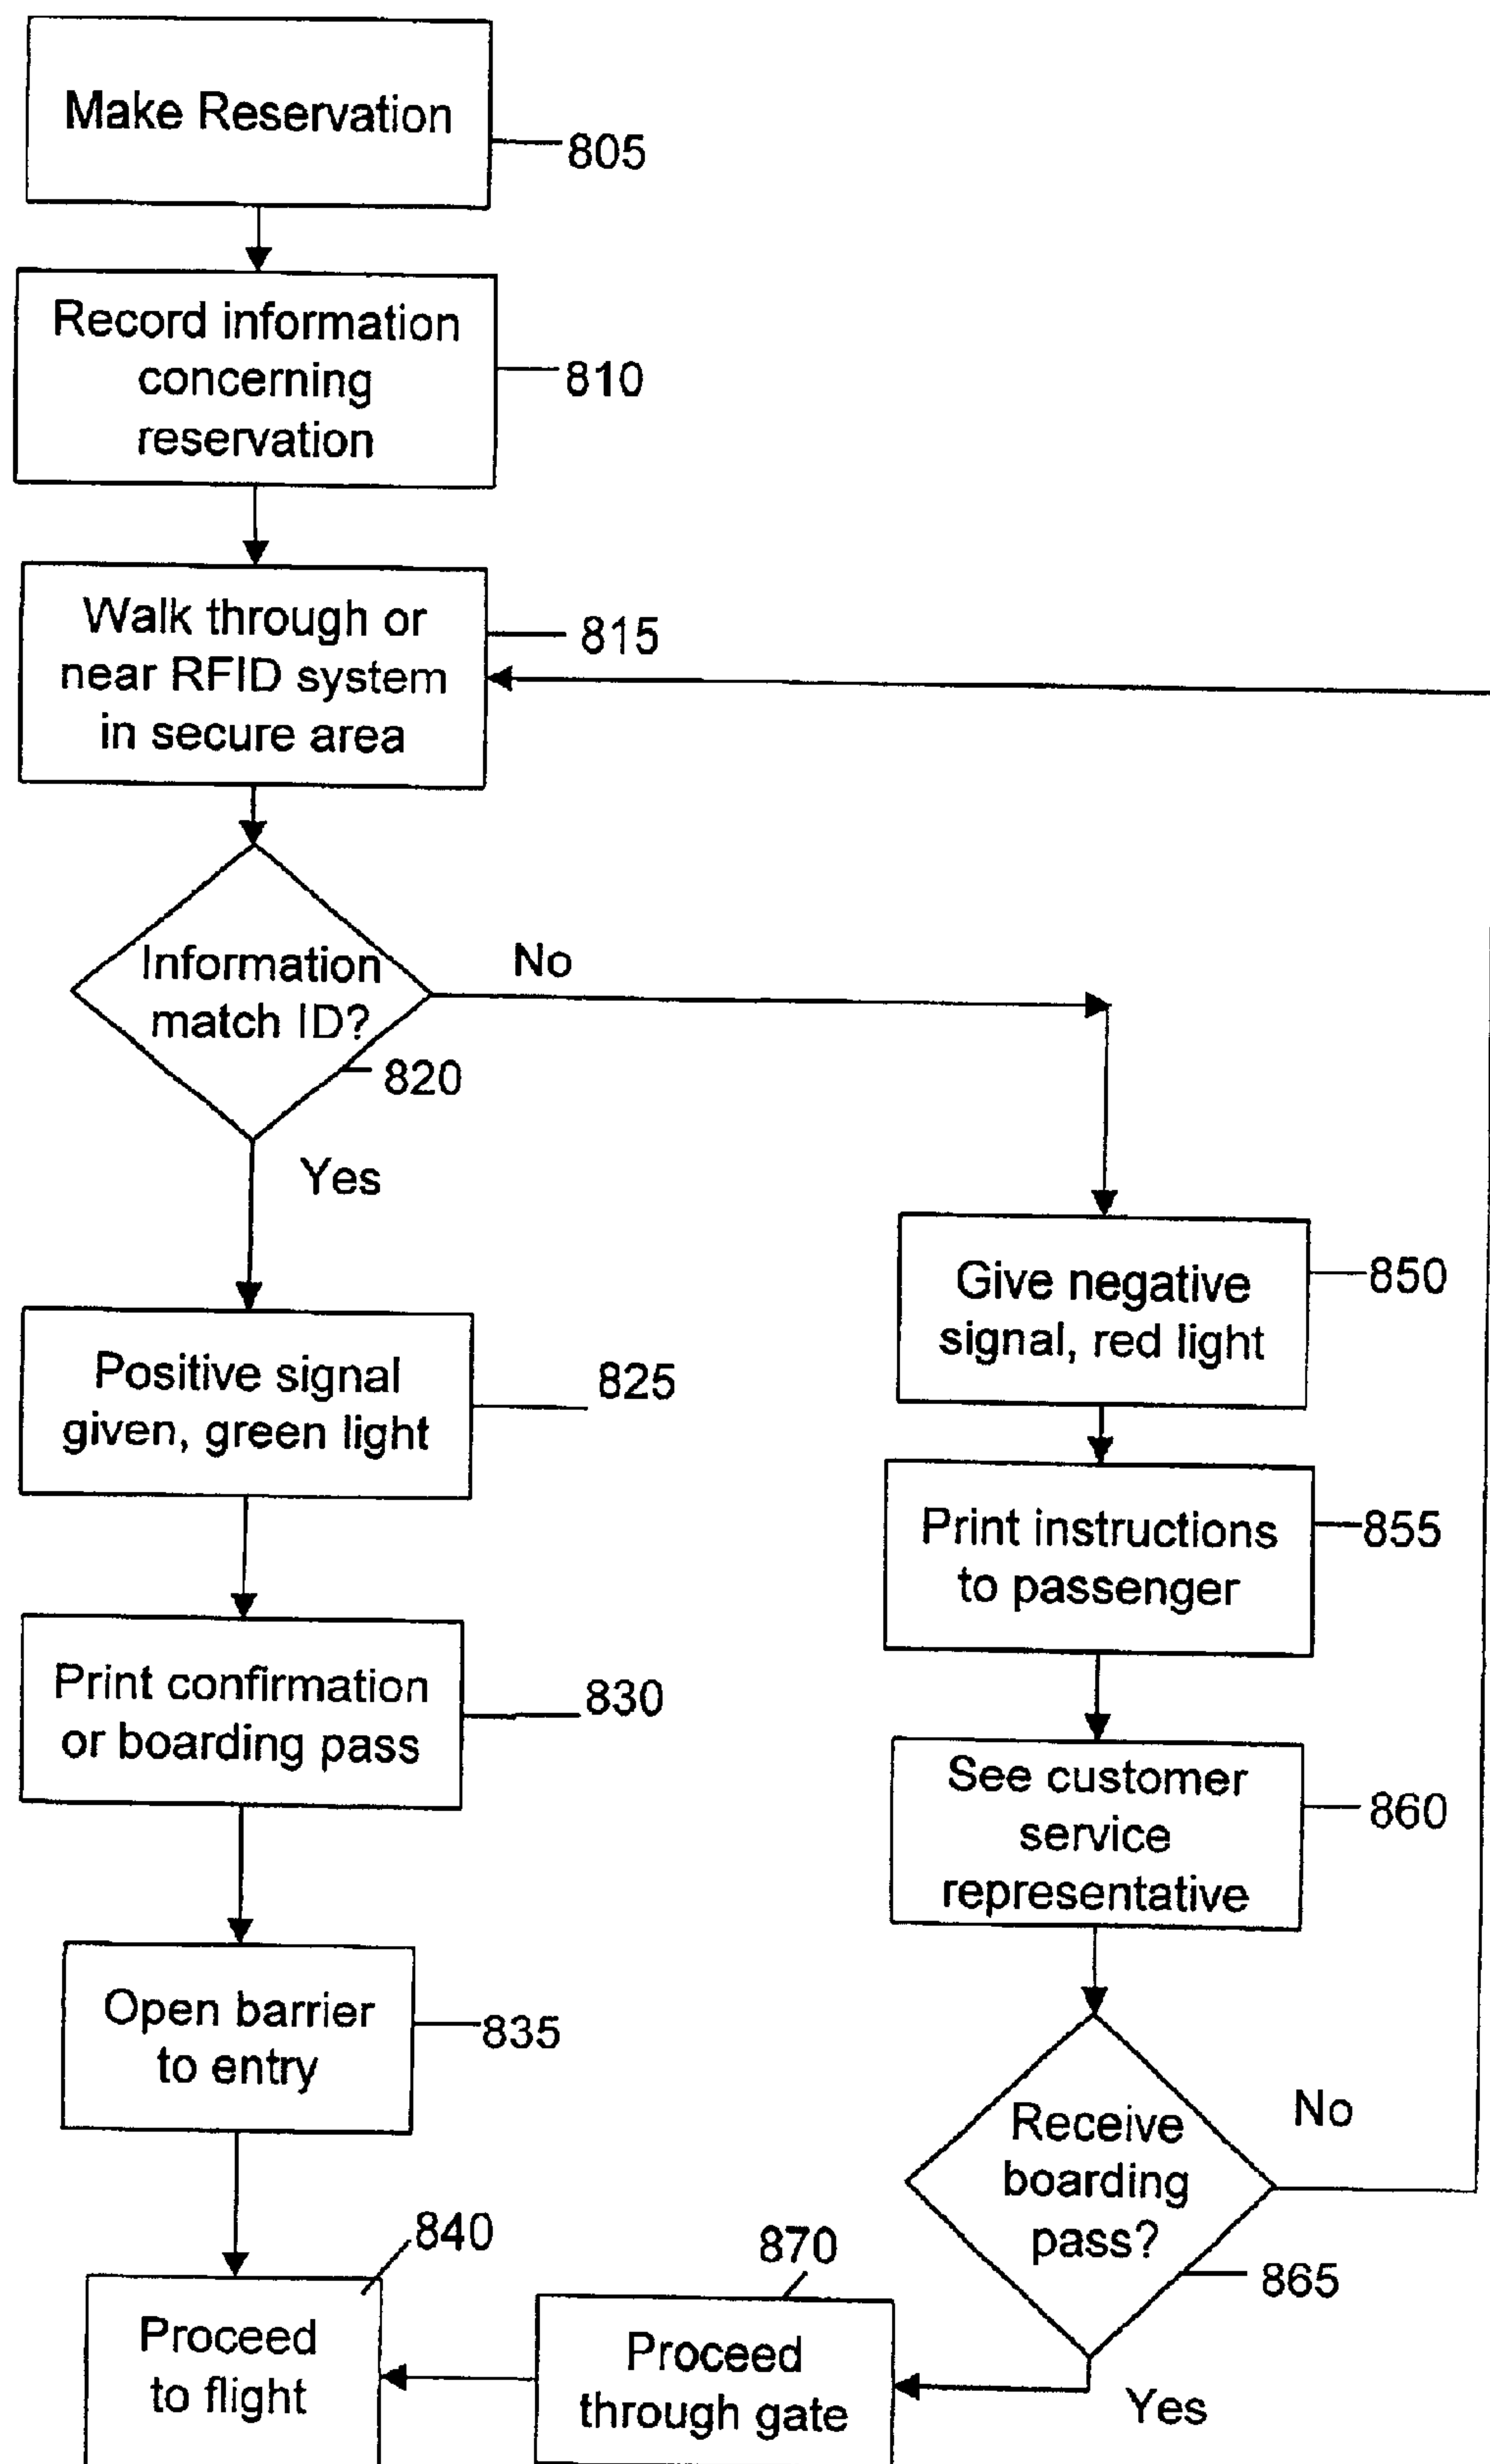 Make Reservation
805
Record information
concerning
reservation
810
Walk through or
near RFID system
in secure area
815
Information
match ID?
820
No
Yes
Positive signal
given, green light
825
Print confirmation
or boarding pass
830
Open barrier
to entry
835
Proceed
to flight
840
Give negative
signal, red light
850
Print instructions
to passenger
855
See customer
service
representative
860
Receive
boarding
pass?
865
No
Yes
Proceed
through gate
870